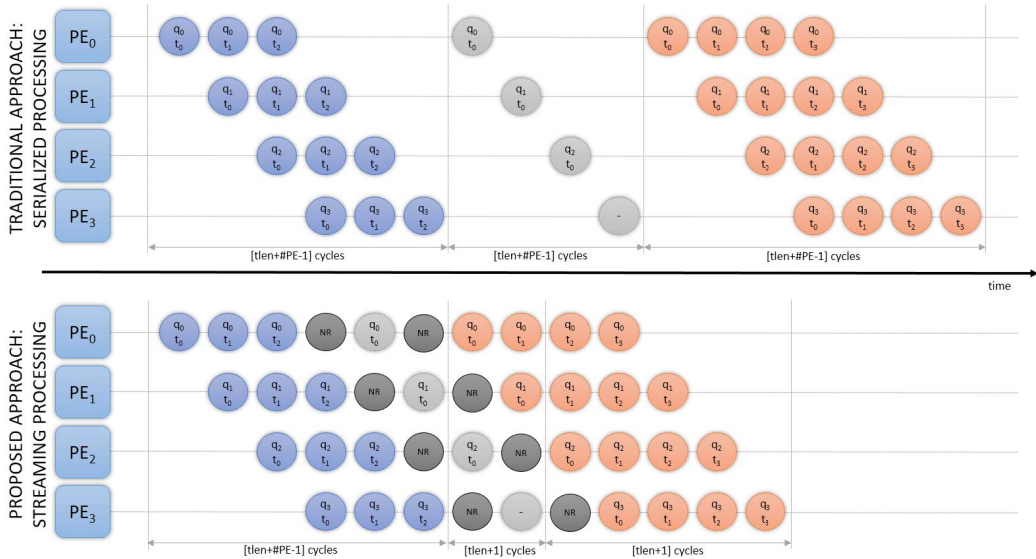 TRADITIONAL APPROACH:
SERIALIZED PROCESSING
PE0
q0 q0 q0 q0 q0 q0 q0 q0
t0 t1 t2 t0 t0 t1 t2 t3
PE1
q1 q1 q1 q1 q1 q1 q1 q1
t0 t1 t2 t0 t0 t1 t2 t3
PE2
q2 q2 q2 q2 q2 q2 q2 q2
t0 t1 t2 t0 t0 t1 t2 t3
PE3
q3 q3 q3 - q3 q3 q3 q3
t0 t1 t2 t0 t1 t2 t3
[tlen+#PE-1] cycles [tlen+#PE-1] cycles [tlen+#PE-1] cycles
time
PROPOSED APPROACH:
STREAMING PROCESSING
PE0
q0 q0 q0 NR q0 NR q0 q0 q0 q0
t0 t1 t2 t0 t0 t1 t2 t3
PE1
q1 q1 q1 NR q1 NR q1 q1 q1 q1
t0 t1 t2 t0 t0 t1 t2 t3
PE2
q2 q2 q2 NR q2 NR q2 q2 q2 q2
t0 t1 t2 t0 t0 t1 t2 t3
PE3
q3 q3 q3 NR - NR q3 q3 q3 q3
t0 t1 t2 t0 t1 t2 t3
[tlen+#PE-1] cycles [tlen+1] cycles [tlen+1] cycles